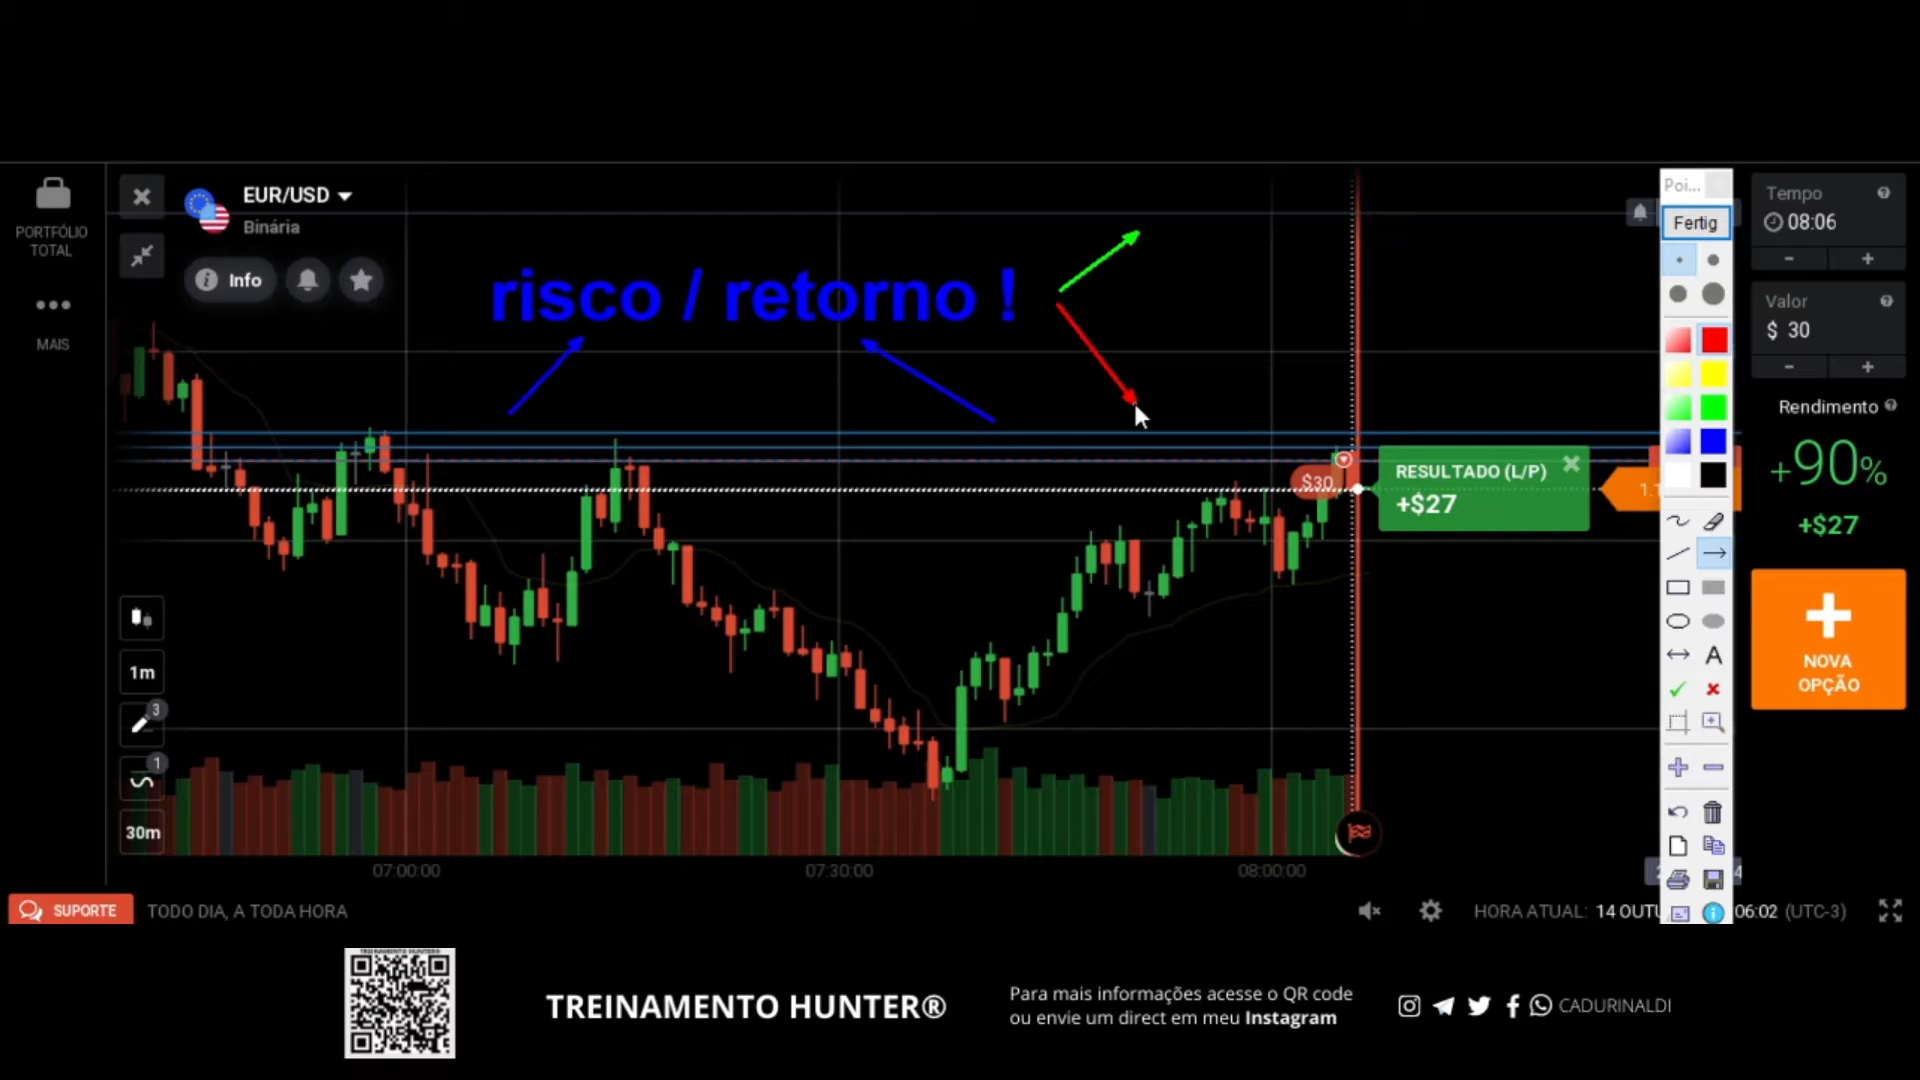 EUR/USD
Binária
PORTFÓLIO
TOTAL
Info
MAIS
risco / retorno !
$30
RESULTADO (L/P)
+$27
Poi...
Fertig
A
Tempo
08:06
- +
Valor
$ 30
- +
Rendimento
+90%
+$27
NOVA
OPÇÃO
1m
3
1
30m
07:00:00
07:30:00
08:00:00
SUPORTE
TODO DIA, A TODA HORA
HORA ATUAL: 14 06:02 (UTC-3)
TREINAMENTO HUNTER®
Para mais informações acesse o QR code
ou envie um direct em meu Instagram
CADURINALDI